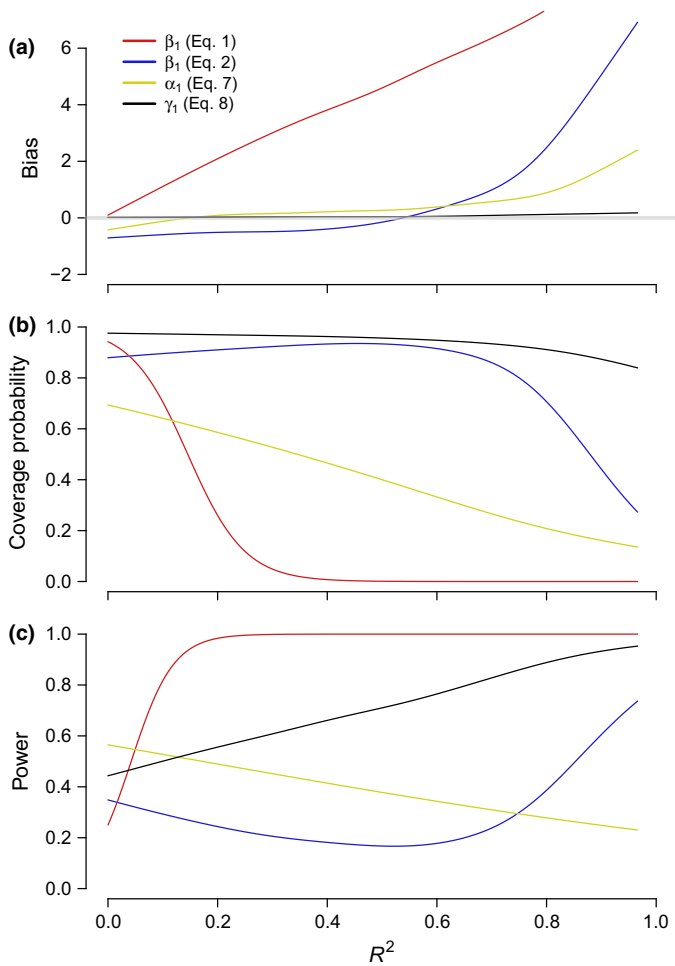 (a)
β1 (Eq. 1)
β1 (Eq. 2)
α1 (Eq. 7)
γ1 (Eq. 8)
Bias
6
4
2
0
−2
(b)
Coverage probability
1.0
0.8
0.6
0.4
0.2
0.0
(c)
Power
1.0
0.8
0.6
0.4
0.2
0.0
0.0 0.2 0.4 0.6 0.8 1.0
R²